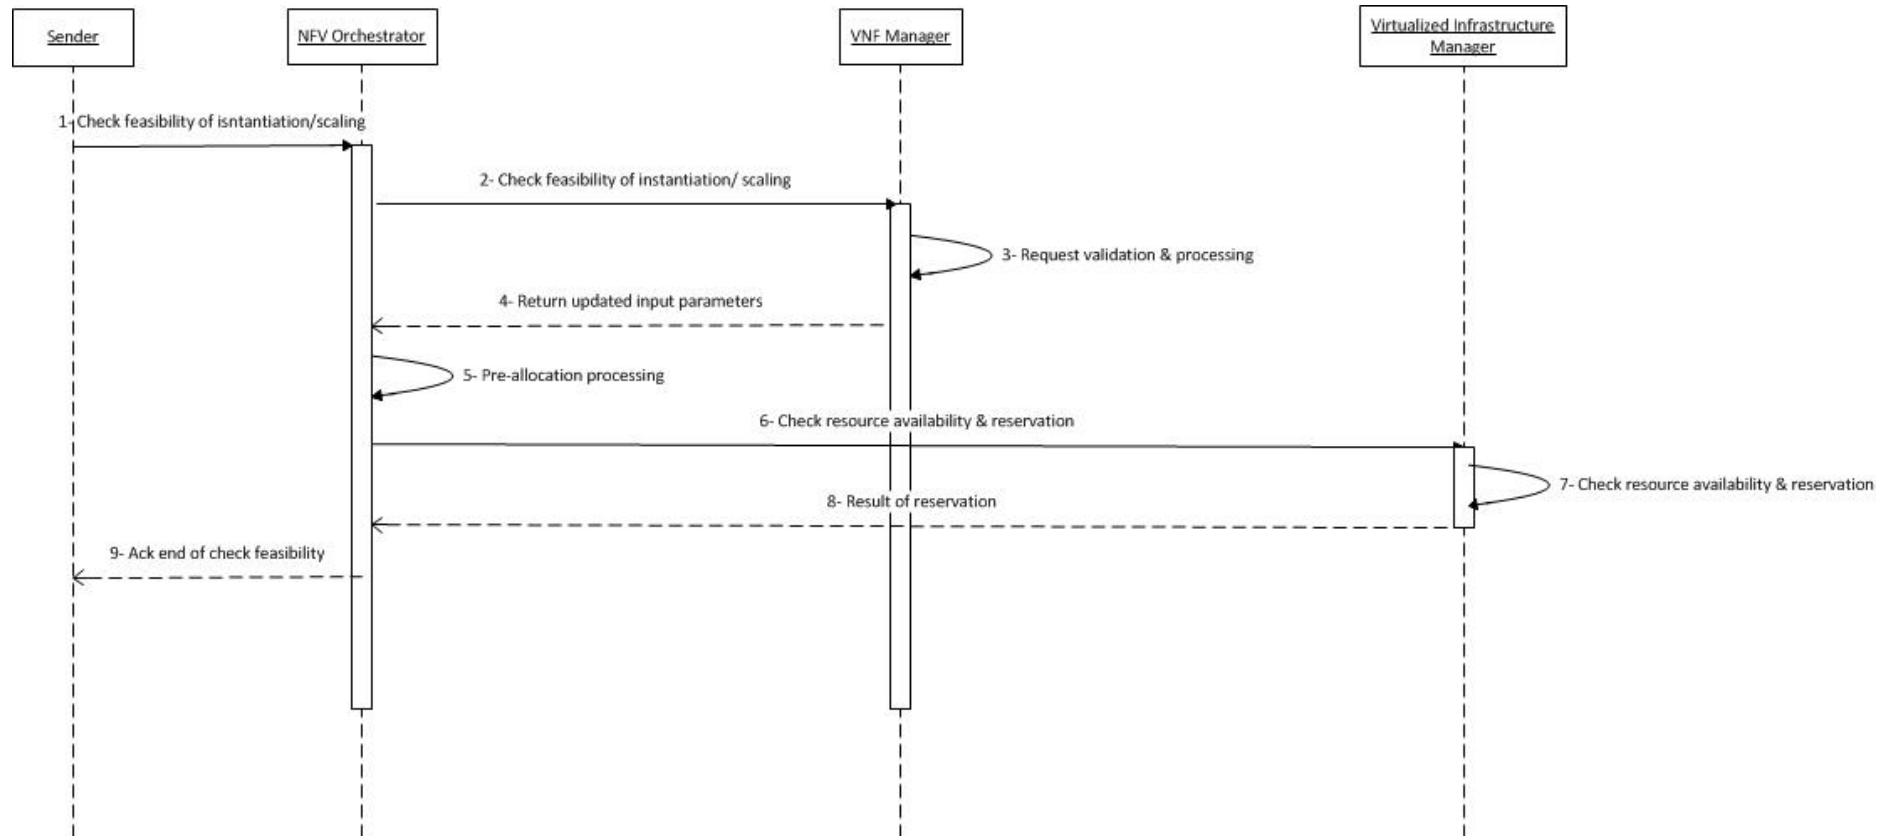 Sender
NFV Orchestrator
VNF Manager
Virtualized Infrastructure
Manager
1- Check feasibility of isntantiation/scaling
2- Check feasibility of instantiation/ scaling
3- Request validation & processing
4- Return updated input parameters
5- Pre-allocation processing
6- Check resource availability & reservation
7- Check resource availability & reservation
8- Result of reservation
9- Ack end of check feasibility